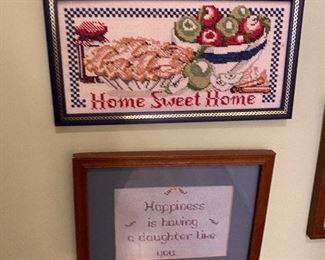 Home Sweet Home
Happiness
is having
a daughter like
you